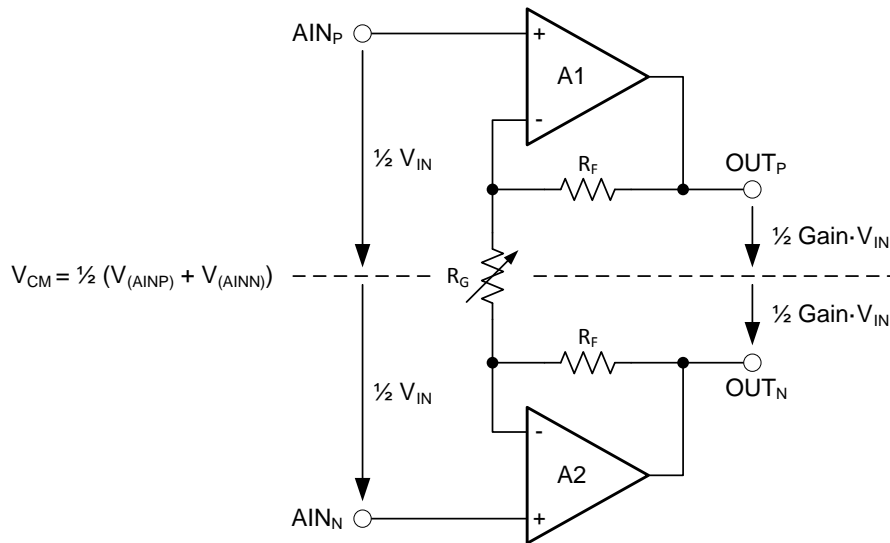 AINP
+
A1
-
½ VIN
RF
OUTP
½ Gain·VIN
VCM = ½ (V(AINP) + V(AINN))
RG
½ Gain·VIN
RF
½ VIN
OUTN
-
A2
AINN
+